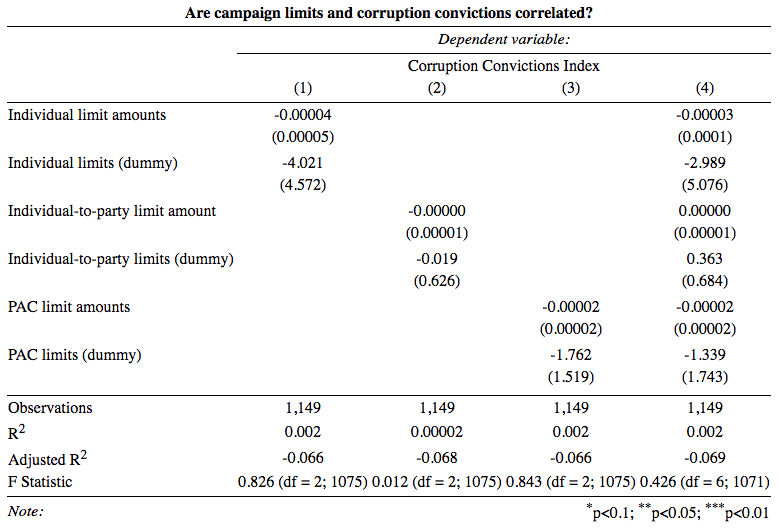 Are campaign limits and corruption convictions correlated?
Dependent variable:
Corruption Convictions Index
(1) (2) (3) (4)
Individual limit amounts -0.00004 -0.00003
(0.00005) (0.0001)
Individual limits (dummy) -4.021 -2.989
(4.572) (5.076)
Individual-to-party limit amount -0.00000 0.00000
(0.00001) (0.00001)
Individual-to-party limits (dummy) -0.019 0.363
(0.626) (0.684)
PAC limit amounts -0.00002 -0.00002
(0.00002) (0.00002)
PAC limits (dummy) -1.762 -1.339
(1.519) (1.743)
Observations 1,149 1,149 1,149 1,149
R2 0.002 0.00002 0.002 0.002
Adjusted R2 -0.066 -0.068 -0.066 -0.069
F Statistic 0.826 (df = 2; 1075) 0.012 (df = 2; 1075) 0.843 (df = 2; 1075) 0.426 (df = 6; 1071)
Note: *p<0.1; **p<0.05; ***p<0.01